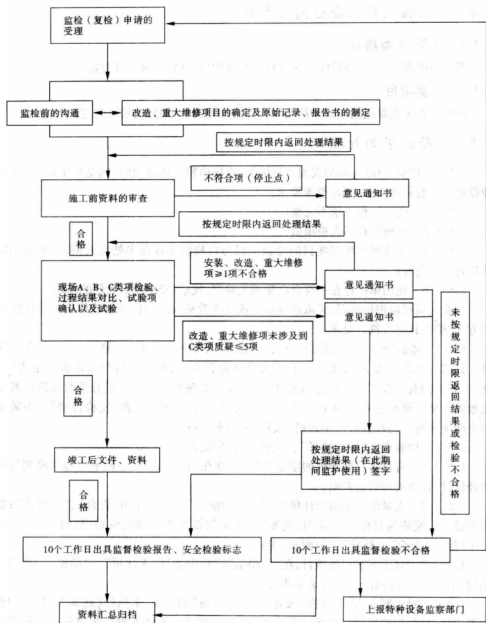 监检（复检）申请的
受理
监检前的沟通
改造、重大维修项目的确定及原始记录、报告书的制定
按规定时限内返回处理结果
不符合项（停止点）
施工前资料的审查
意见通知书
合格
按规定时限内返回处理结果
安装、改造、重大维修
项≥1项不合格
现场A、B、C类项检验、
过程结果对比、试验项
确认以及试验
意见通知书
意见通知书
改造、重大维修项未涉及到
C类项质疑≤5项
未按规定时限返回结果或检验不合格
合格
竣工后文件、资料
按规定时限内返回
处理结果（在此期
间监护使用）签字
合格
10个工作日出具监督检验报告、安全检验标志
10个工作日出具监督检验不合格
资料汇总归档
上报特种设备监察部门